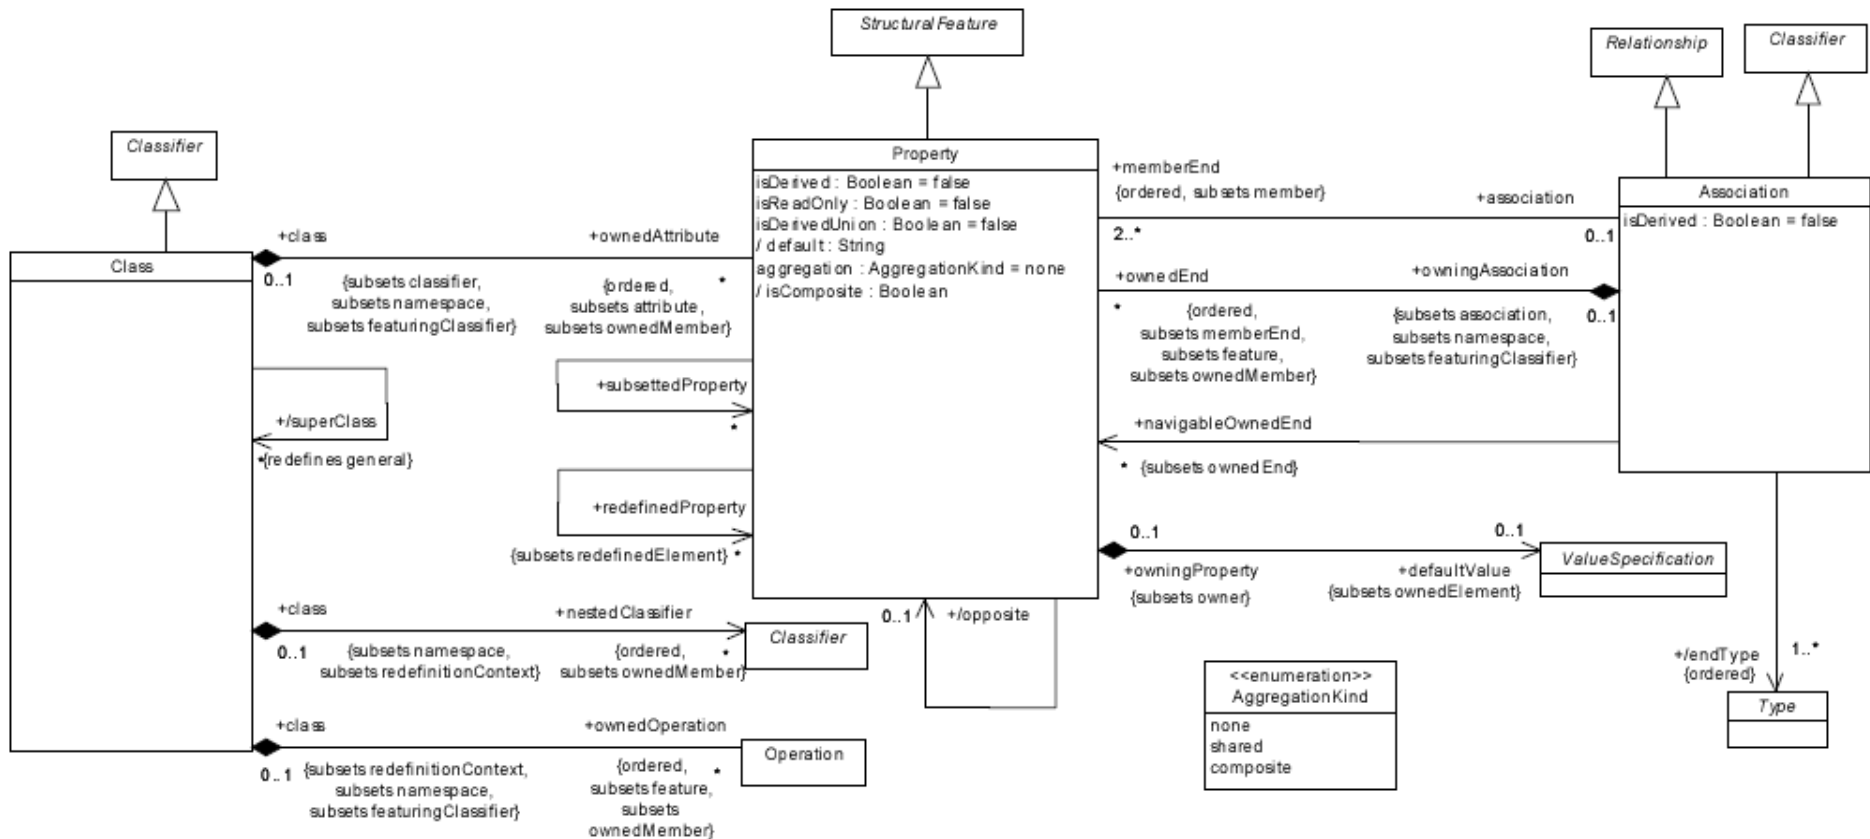 StructuralFeature
Relationship
Classifier
Classifier
Property
isDerived : Boolean = false
isReadOnly : Boolean = false
isDerivedUnion : Boolean = false
/ default : String
aggregation : AggregationKind = none
/ isComposite : Boolean
+memberEnd
{ordered, subsets member}
+association
2..*
0..1
Association
isDerived : Boolean = false
+class
+ownedAttribute
Class
0..1
{subsets classifier,
subsets namespace,
subsets featuringClassifier}
*
{ordered,
subsets attribute,
subsets ownedMember}
+ownedEnd
+owningAssociation
*
{ordered,
subsets memberEnd,
subsets feature,
subsets ownedMember}
0..1
{subsets association,
subsets namespace,
subsets featuringClassifier}
+subsettedProperty
*
+/superClass
*{redefines general}
+navigableOwnedEnd
* {subsets ownedEnd}
+redefinedProperty
{subsets redefinedElement} *
0..1
0..1
+owningProperty
{subsets owner}
+defaultValue
{subsets ownedElement}
ValueSpecification
+class
+nestedClassifier
0..1
{subsets namespace,
subsets redefinitionContext}
{ordered,
subsets ownedMember}
*
Classifier
0..1
+/opposite
+/endType
{ordered}
1..*
Type
<<enumeration>>
AggregationKind
none
shared
composite
+class
+ownedOperation
0..1
{subsets redefinitionContext,
subsets namespace,
subsets featuringClassifier}
{ordered,
subsets feature,
subsets
ownedMember}
*
Operation